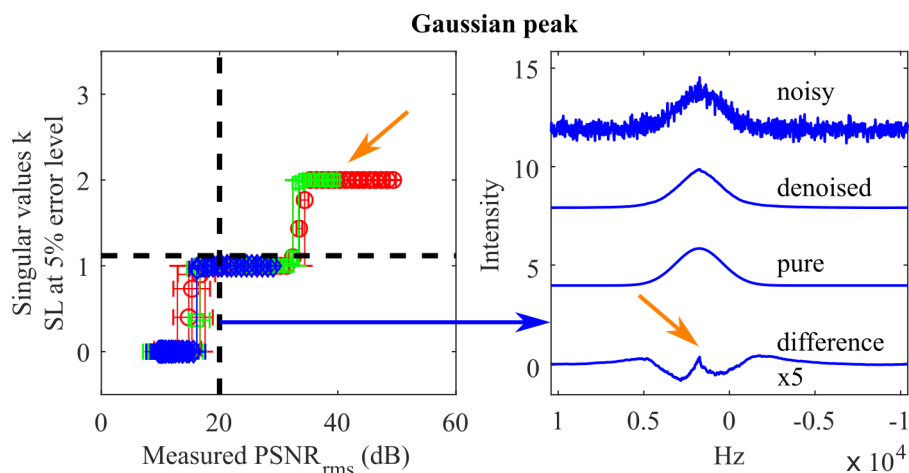 Gaussian peak
Singular values k
SL at 5% error level
3
2
1
0
0
20
40
60
Measured PSNRrms (dB)
Intensity
15
10
5
0
noisy
denoised
pure
difference
x5
1
0.5
0
-0.5
-1
Hz
x 10^4